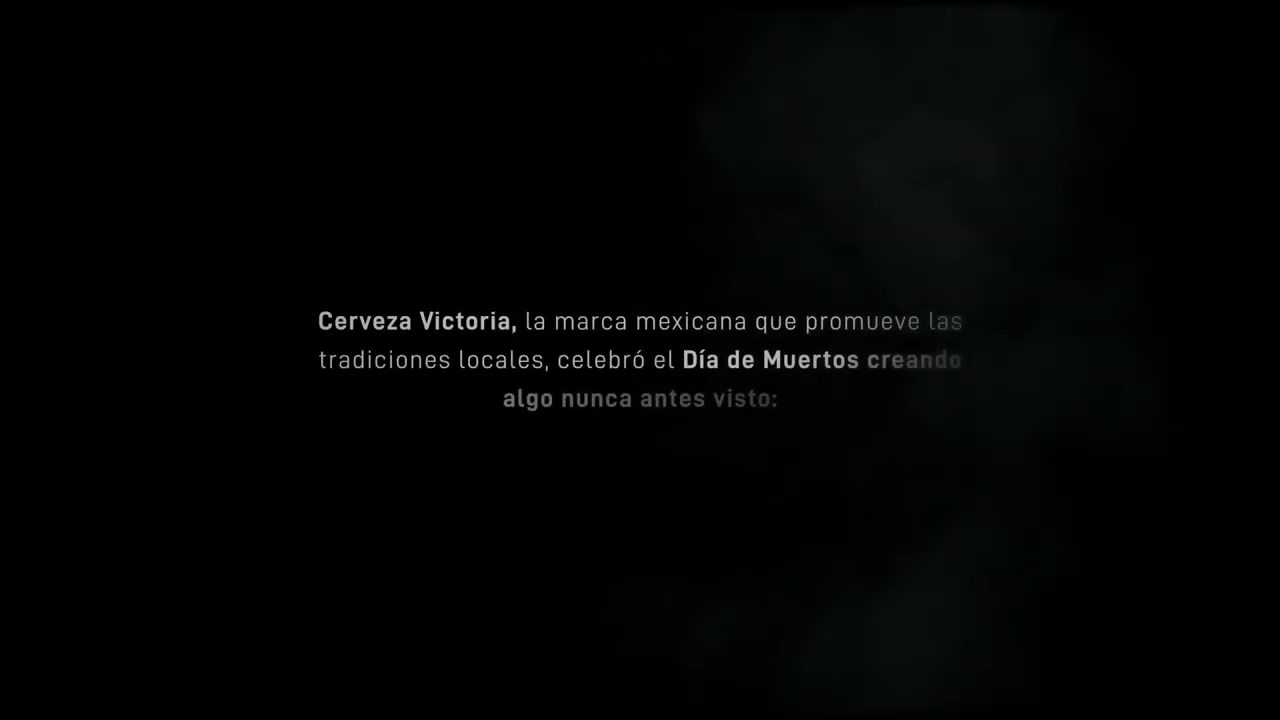 Cerveza Victoria, la marca mexicana que promueve las
tradiciones locales, celebró el Día de Muertos creando
algo nunca antes visto: